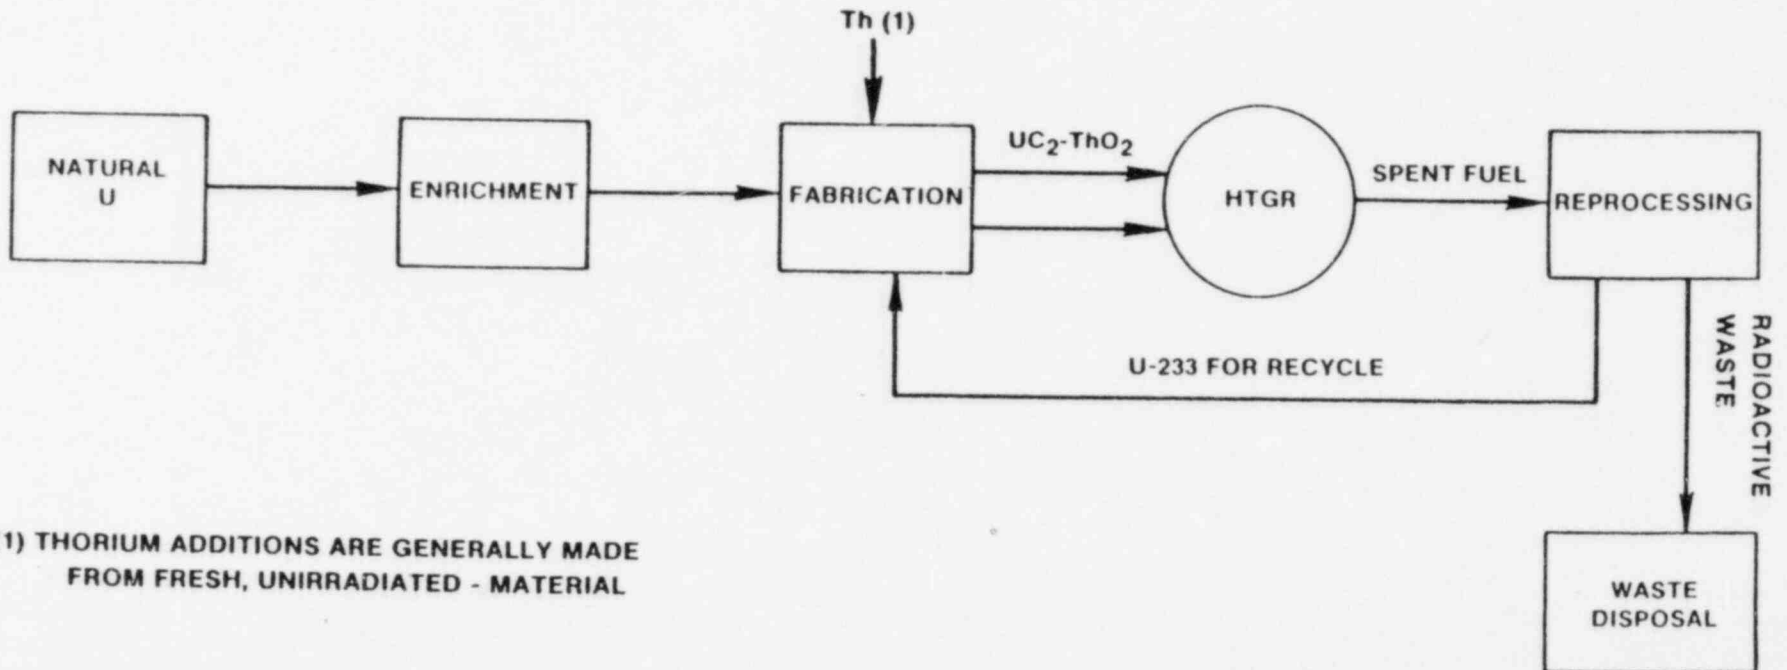 Th (1)
NATURAL
U
ENRICHMENT
FABRICATION
UC₂-ThO₂
HTGR
SPENT FUEL
REPROCESSING
U-233 FOR RECYCLE
RADIOACTIVE
WASTE
1) THORIUM ADDITIONS ARE GENERALLY MADE
FROM FRESH, UNIRRADIATED - MATERIAL
WASTE
DISPOSAL